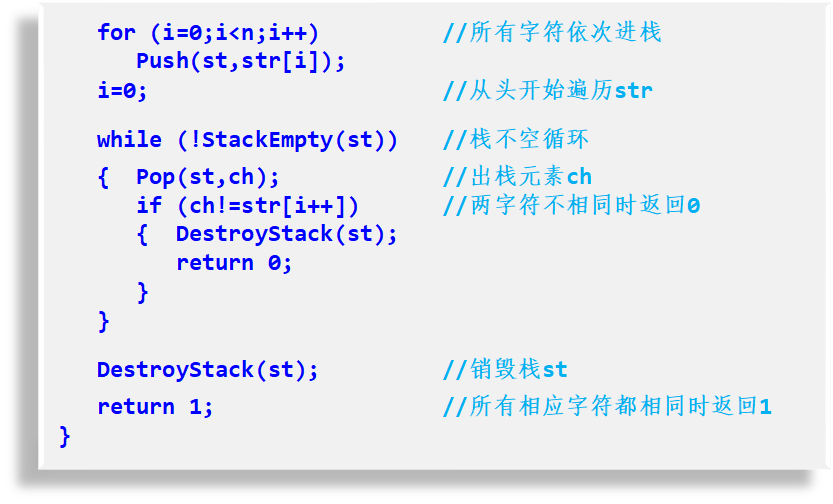 for (i=0;i<n;i++) //所有字符依次进栈
Push(st,str[i]);
i=0; //从头开始遍历str
while (!StackEmpty(st)) //栈不空循环
{ Pop(st,ch); //出栈元素ch
if (ch!=str[i++]) //两字符不相同时返回0
{ DestroyStack(st);
return 0;
}
}
DestroyStack(st); //销毁栈st
return 1; //所有相应字符都相同时返回1
}